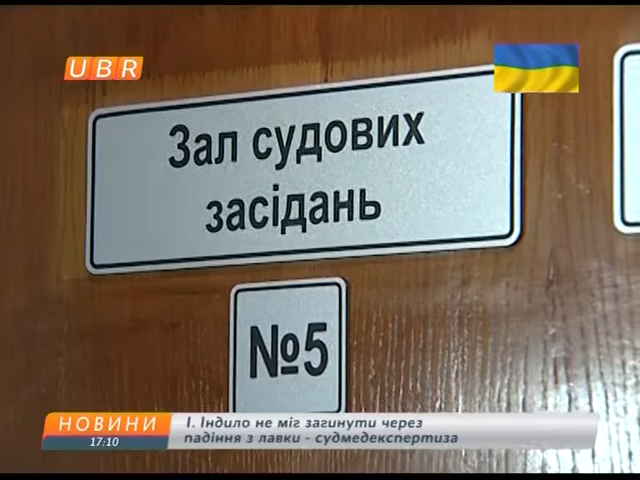 UBR
Зал судових
засідань
№5
НОВИНИ
17:10
І. Індило не міг загинути через
падіння з лавки - судмедекспертиза